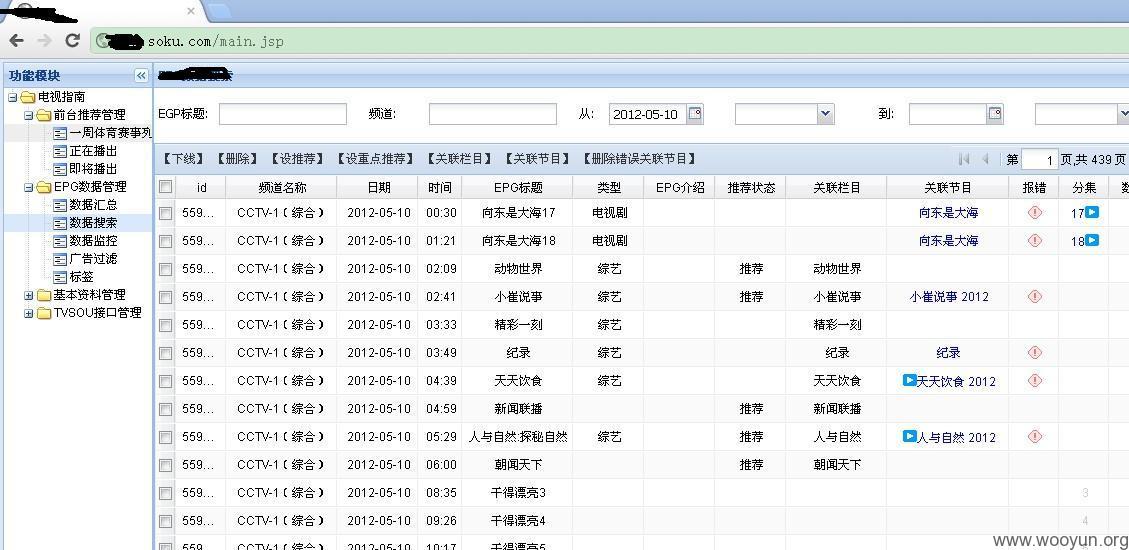 soku.com/main.jsp
功能模块
电视指南
前台推荐管理
一周体育赛事列
正在播出
即将播出
EPG数据管理
数据汇总
数据搜索
数据监控
广告过滤
标签
基本资料管理
TVSOU接口管理
EGP标题: 频道: 从: 2012-05-10 到:
【下线】 【删除】 【设推荐】 【设重点推荐】 【关联栏目】 【关联节目】 【删除错误关联节目】 第 1 页,共 439 页
id 频道名称 日期 时间 EPG标题 类型 EPG介绍 推荐状态 关联栏目 关联节目 报错 分集
559... CCTV-1（综合） 2012-05-10 00:30 向东是大海17 电视剧 向东是大海 17
559... CCTV-1（综合） 2012-05-10 01:21 向东是大海18 电视剧 向东是大海 18
559... CCTV-1（综合） 2012-05-10 02:09 动物世界 综艺 推荐 动物世界
559... CCTV-1（综合） 2012-05-10 02:41 小崔说事 综艺 推荐 小崔说事 小崔说事 2012
559... CCTV-1（综合） 2012-05-10 03:33 精彩一刻 综艺 精彩一刻
559... CCTV-1（综合） 2012-05-10 03:49 纪录 综艺 纪录 纪录
559... CCTV-1（综合） 2012-05-10 04:39 天天饮食 综艺 天天饮食 天天饮食 2012
559... CCTV-1（综合） 2012-05-10 04:59 新闻联播 推荐 新闻联播
559... CCTV-1（综合） 2012-05-10 05:29 人与自然:探秘自然 综艺 推荐 人与自然 人与自然 2012
559... CCTV-1（综合） 2012-05-10 06:00 朝闻天下 推荐 朝闻天下
559... CCTV-1（综合） 2012-05-10 08:35 干得漂亮3 3
559... CCTV-1（综合） 2012-05-10 09:26 干得漂亮4 4
559... CCTV-1（综合） 2012-05-10 10:17 干得漂亮5
www.wooyun.org